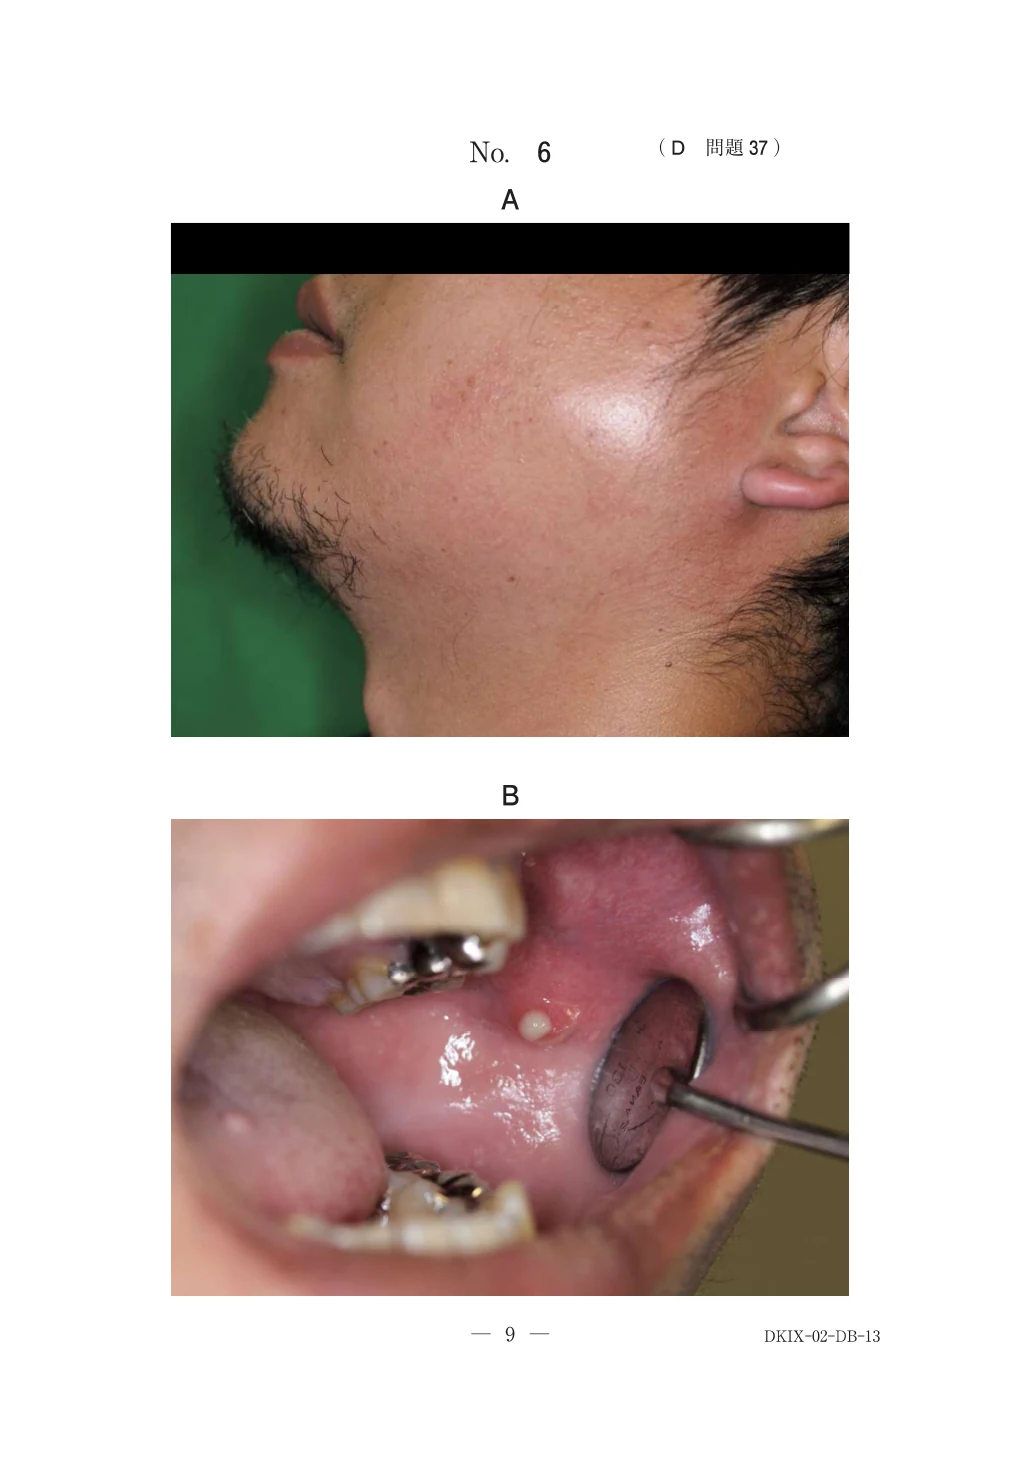 No. 6 （D 問題 37）
A
B
— 9 —
DKIX-02-DB-13